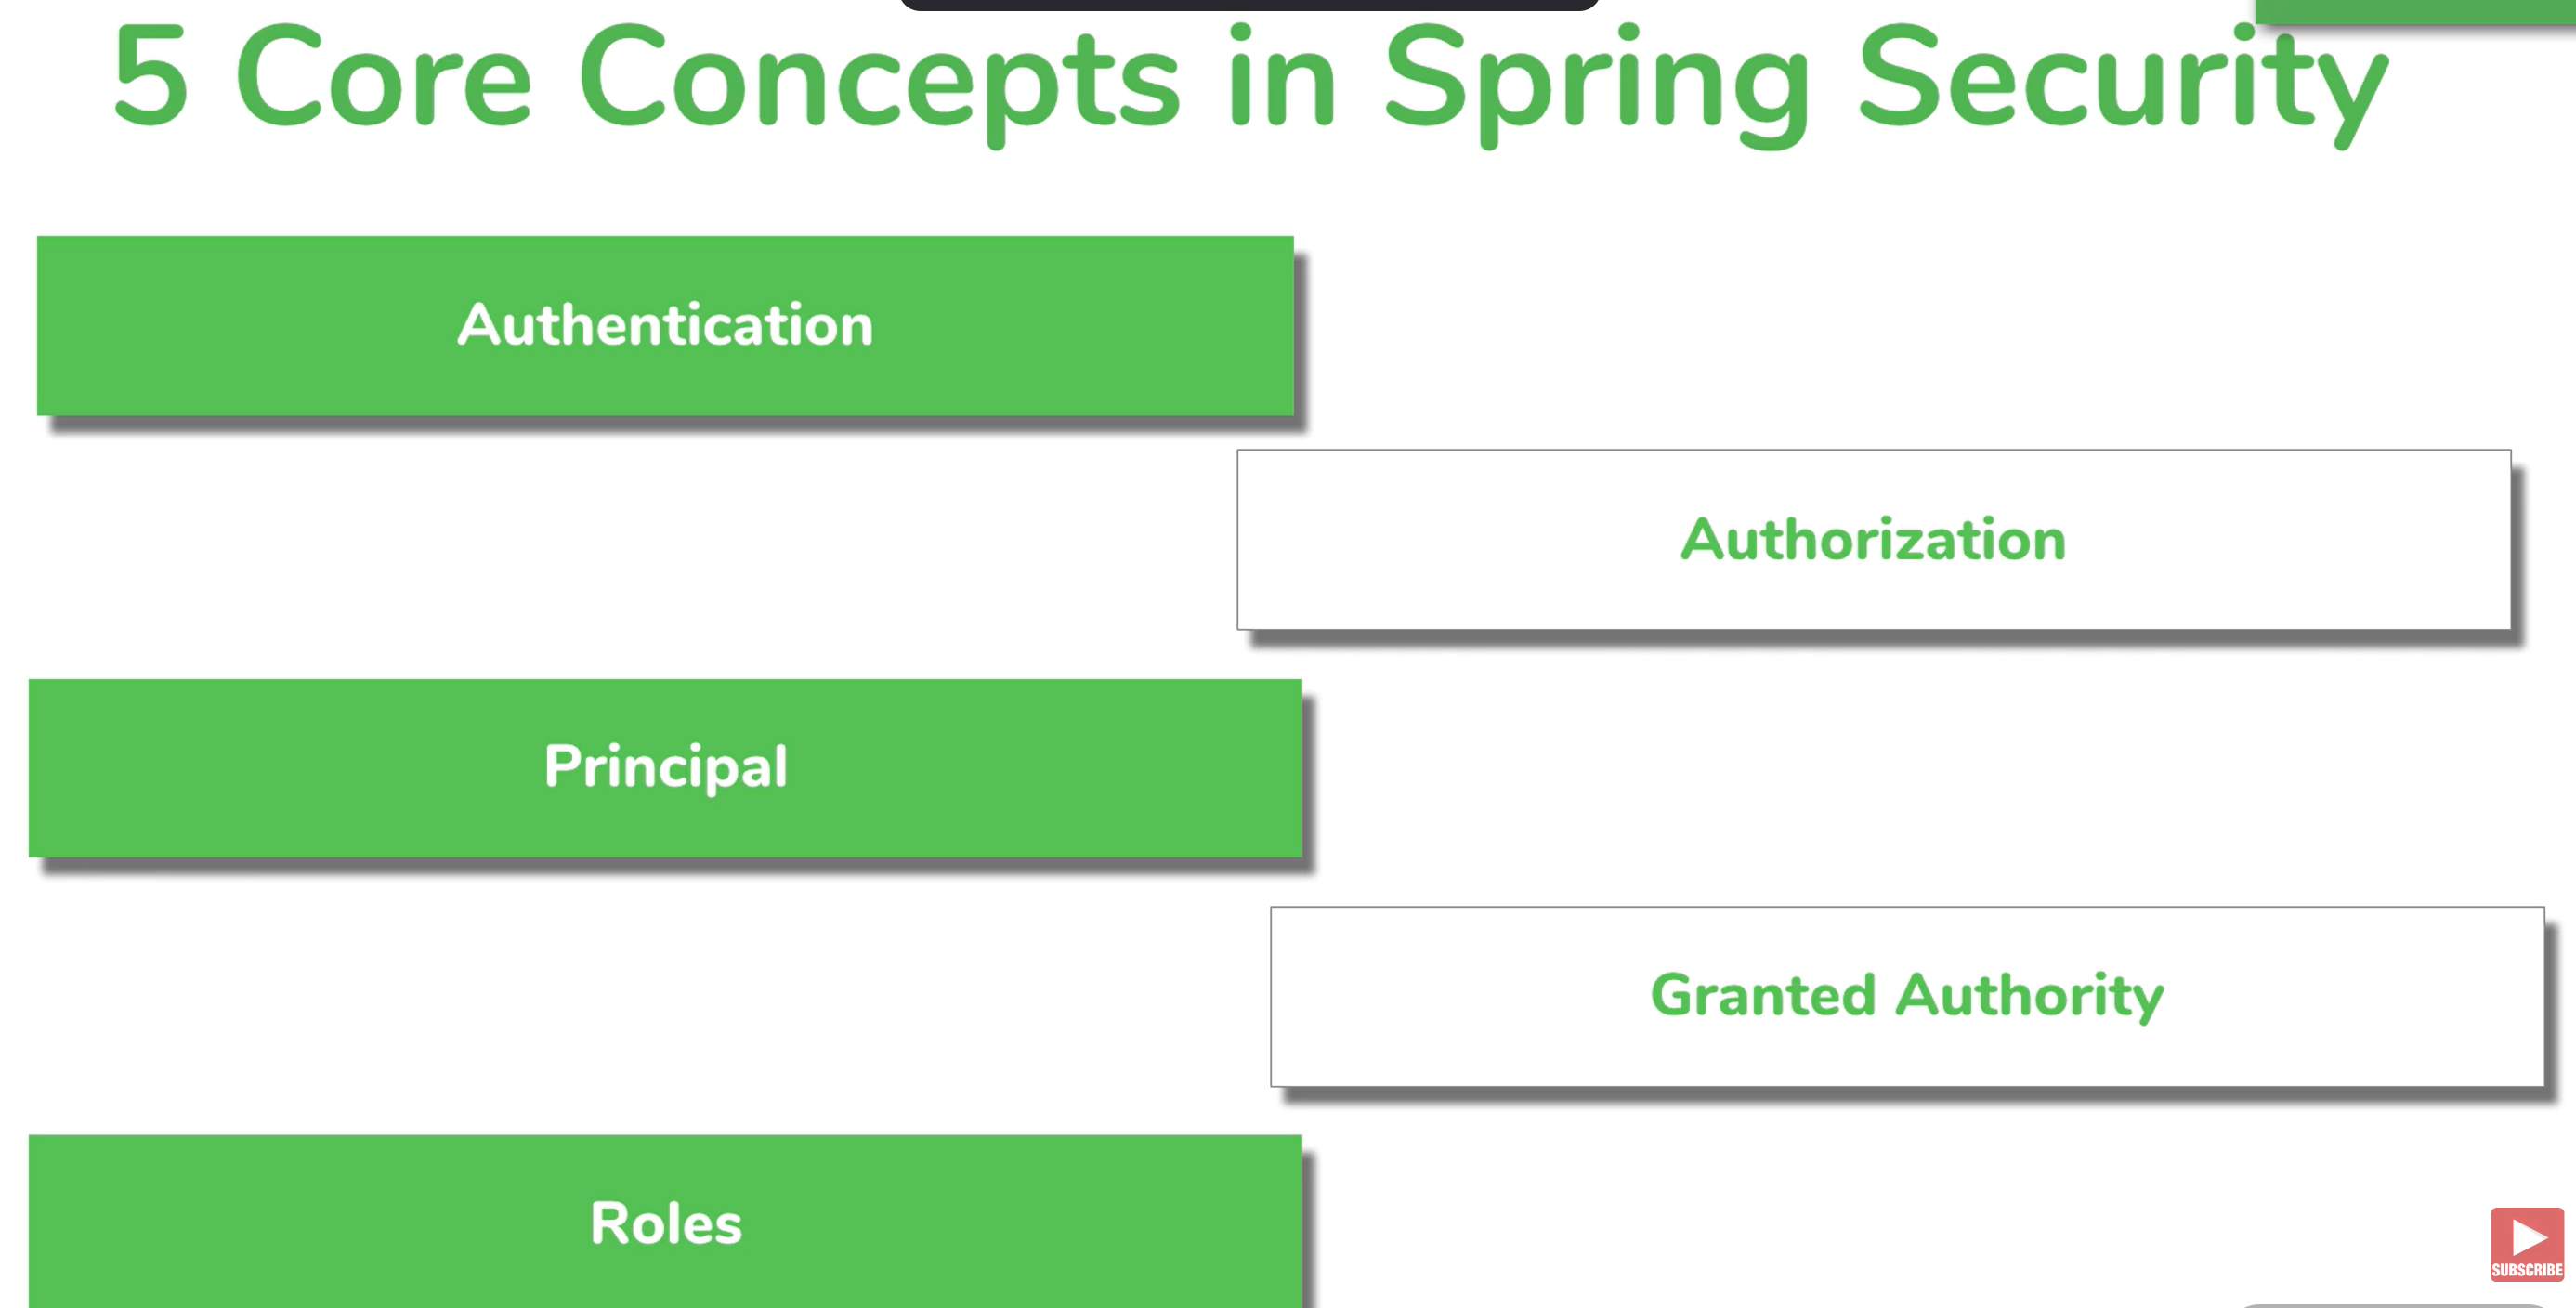 5 Core Concepts in Spring Security
Authentication
Authorization
Principal
Granted Authority
Roles
SUBSCRIBE